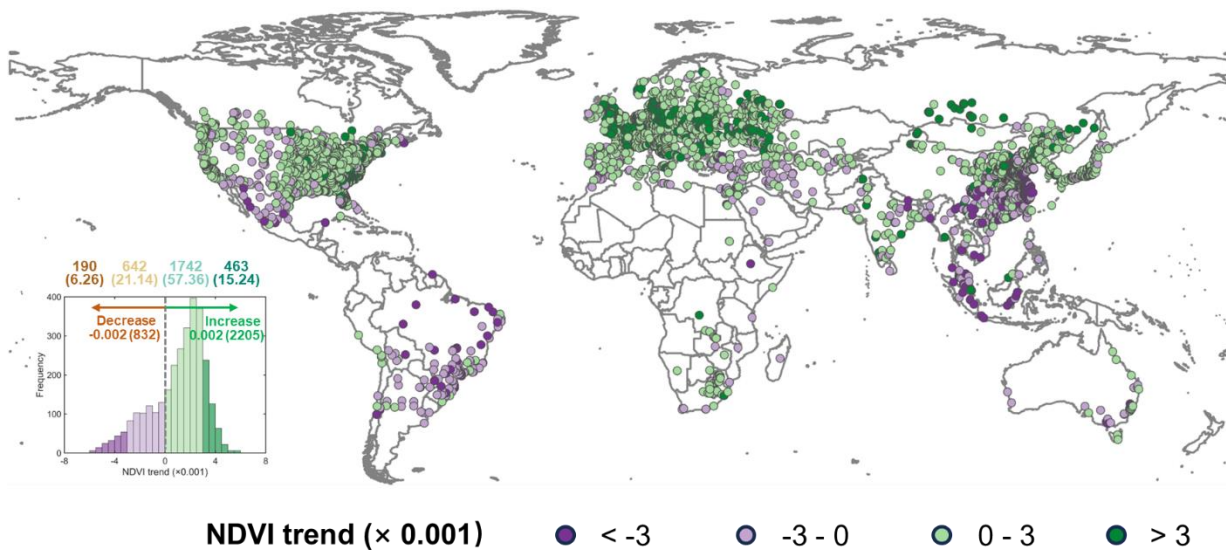 190 642 1742 463
(6.26) (21.14) (57.36) (15.24)
400
Decrease Increase
-0.002 (832) 0.002 (2205)
300
200
100
0
Frequency
-8 -4 0 4 8
NDVI trend (×0.001)
NDVI trend (× 0.001) < -3 -3 - 0 0 - 3 > 3